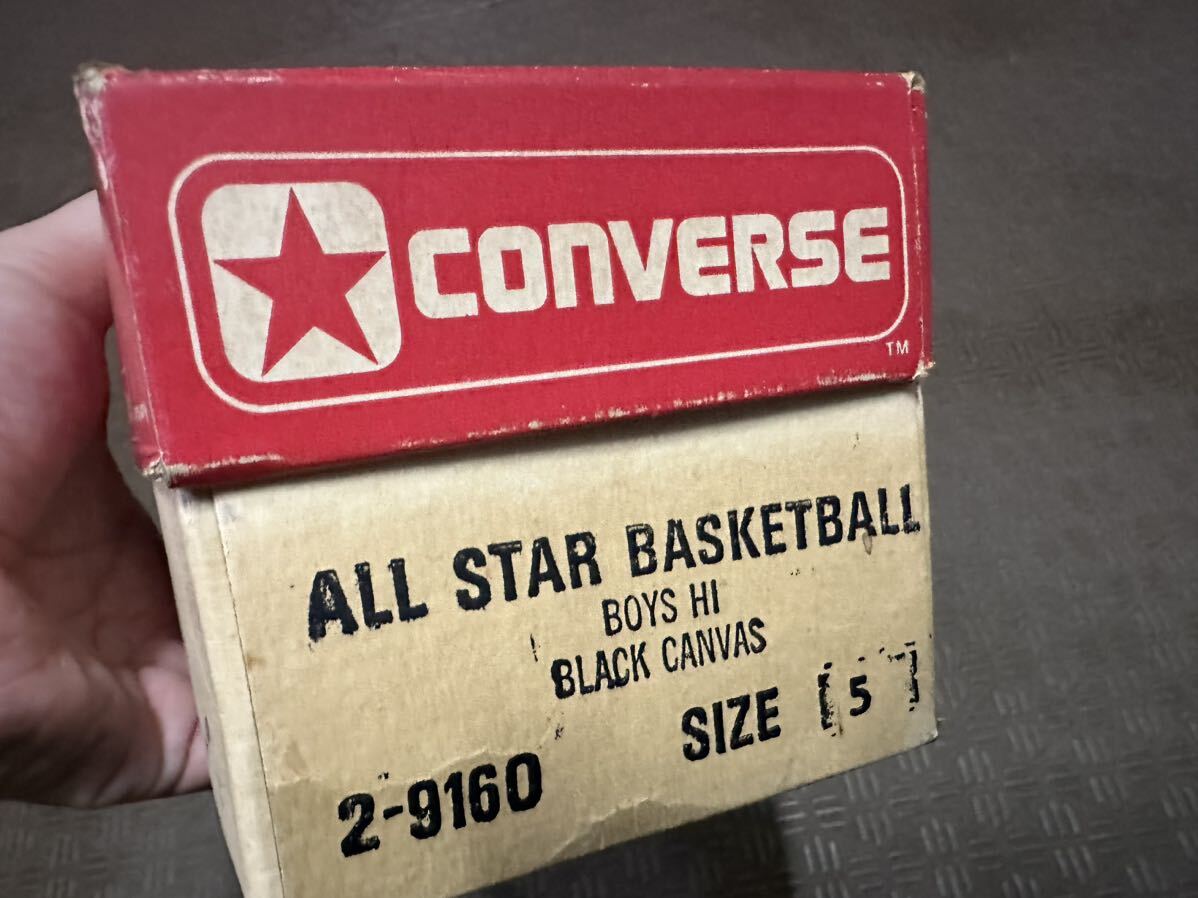 CONVERSE
TM
ALL STAR BASKETBALL
BOYS HI
BLACK CANVAS
SIZE [5]
2-9160